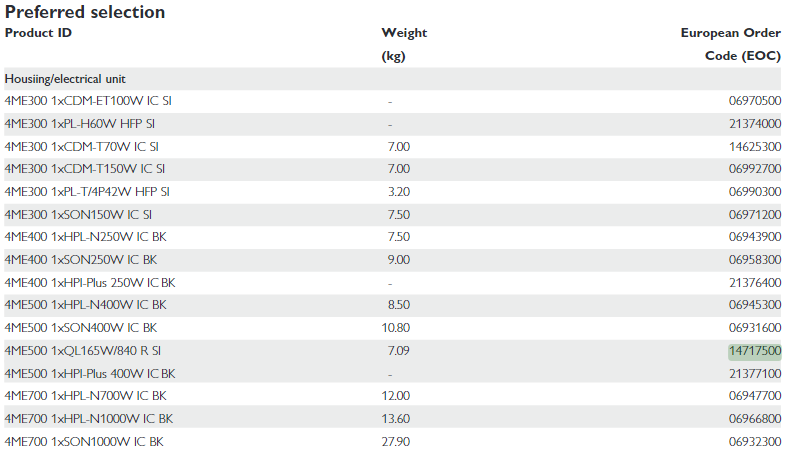 Preferred selection
Product ID Weight European Order
(kg) Code (EOC)
Housiing/electrical unit
4ME300 1xCDM-ET100W IC SI - 06970500
4ME300 1xPL-H60W HFP SI - 21374000
4ME300 1xCDM-T70W IC SI 7.00 14625300
4ME300 1xCDM-T150W IC SI 7.00 06992700
4ME300 1xPL-T/4P42W HFP SI 3.20 06990300
4ME300 1xSON150W IC SI 7.50 06971200
4ME400 1xHPL-N250W IC BK 7.50 06943900
4ME400 1xSON250W IC BK 9.00 06958300
4ME400 1xHPI-Plus 250W IC BK - 21376400
4ME500 1xHPL-N400W IC BK 8.50 06945300
4ME500 1xSON400W IC BK 10.80 06931600
4ME500 1xQL165W/840 R SI 7.09 14717500
4ME500 1xHPI-Plus 400W IC BK - 21377100
4ME700 1xHPL-N700W IC BK 12.00 06947700
4ME700 1xHPL-N1000W IC BK 13.60 06966800
4ME700 1xSON1000W IC BK 27.90 06932300